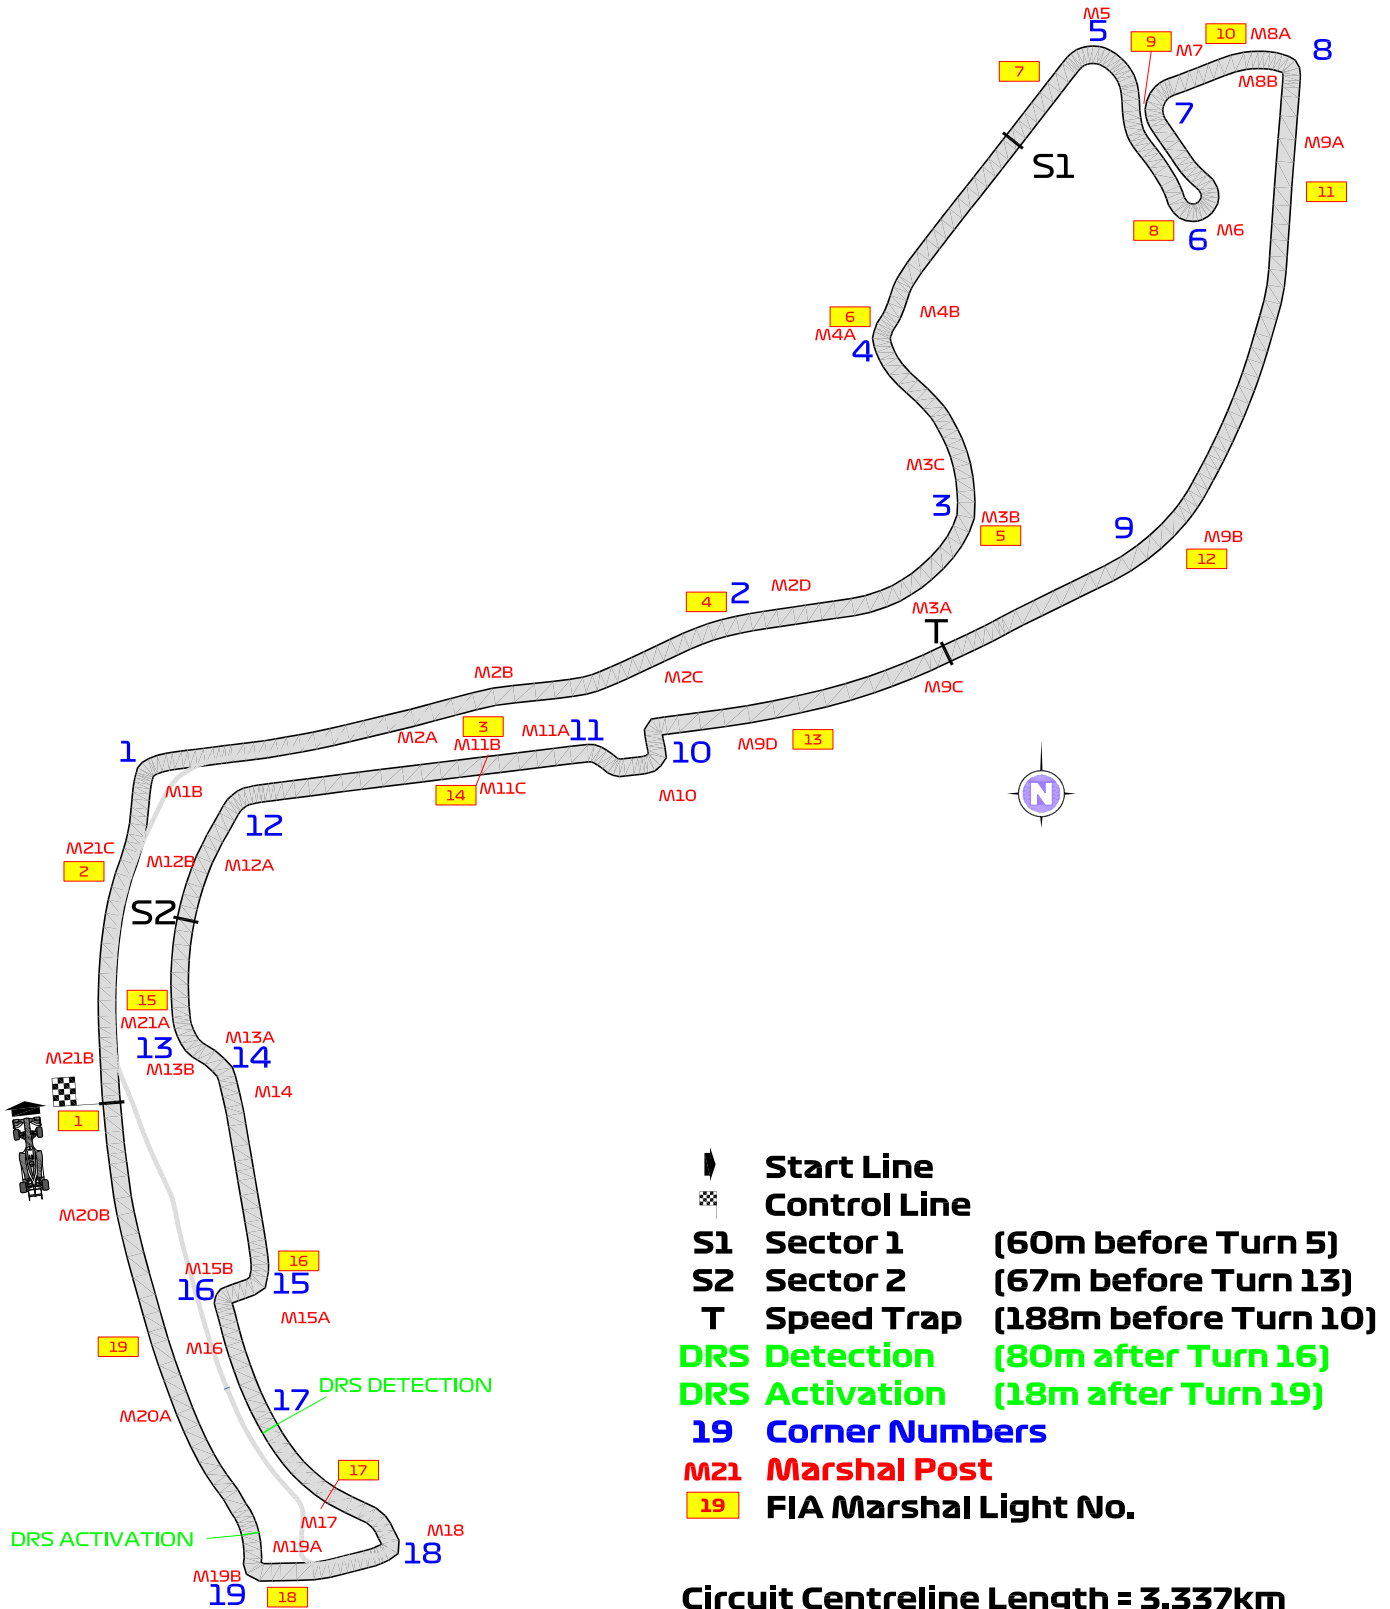 M5
5
10
M8A
9
M7
8
7
M8B
7
M9A
S1
11
8
6
M6
6
M4B
M4A
4
M3C
3
M3B
5
9
M9B
12
M2D
2
4
M3A
T
M2B
M2C
M9C
3
M11A
11
M2A
M11B
M9D
13
1
10
M1B
M11C
14
M10
N
12
M21C
M12B
M12A
2
S2
15
M21A
M13A
13
14
M21B
M13B
M14
1
Start Line
Control Line
M20B
S1 Sector 1 (60m before Turn 5)
16
M15B
S2 Sector 2 (67m before Turn 13)
16
15
M15A
T Speed Trap (188m before Turn 10)
19
M16
DRS Detection (80m after Turn 16)
DRS DETECTION
DRS Activation (18m after Turn 19)
17
M20A
19 Corner Numbers
17
M21 Marshal Post
19 FIA Marshal Light No.
M17
M18
DRS ACTIVATION
M19A
18
M19B
19
18
Circuit Centreline Length = 3.337km